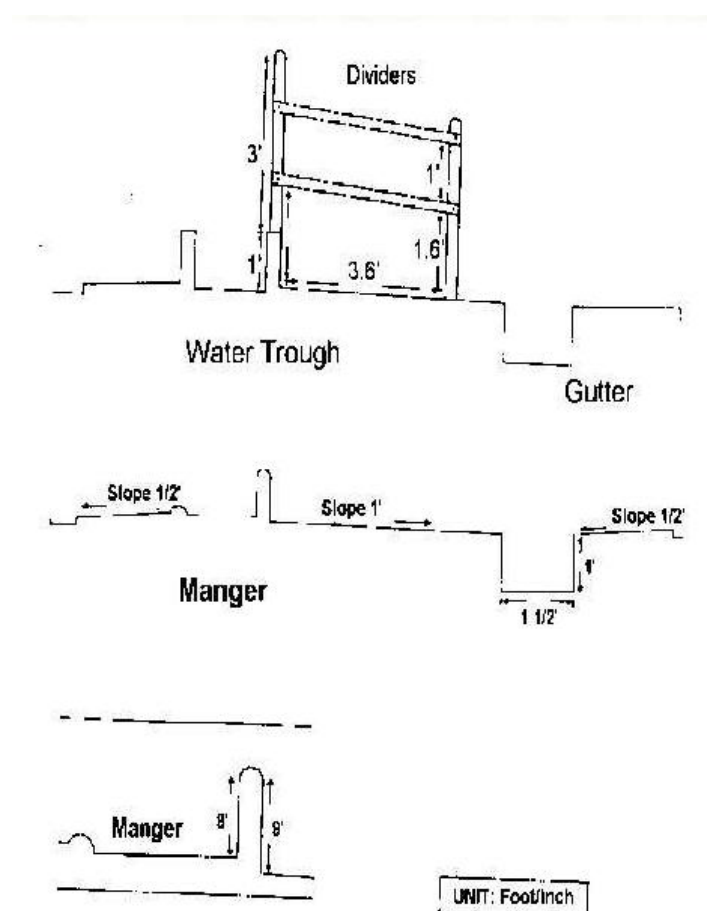 Dividers
3'
1'
1'
1.6'
3.6'
Water Trough
Gutter
Slope 1/2'
Slope 1'
Slope 1/2'
Manger
1'
1 1/2'
Manger
8'
9'
UNIT: Foot/Inch